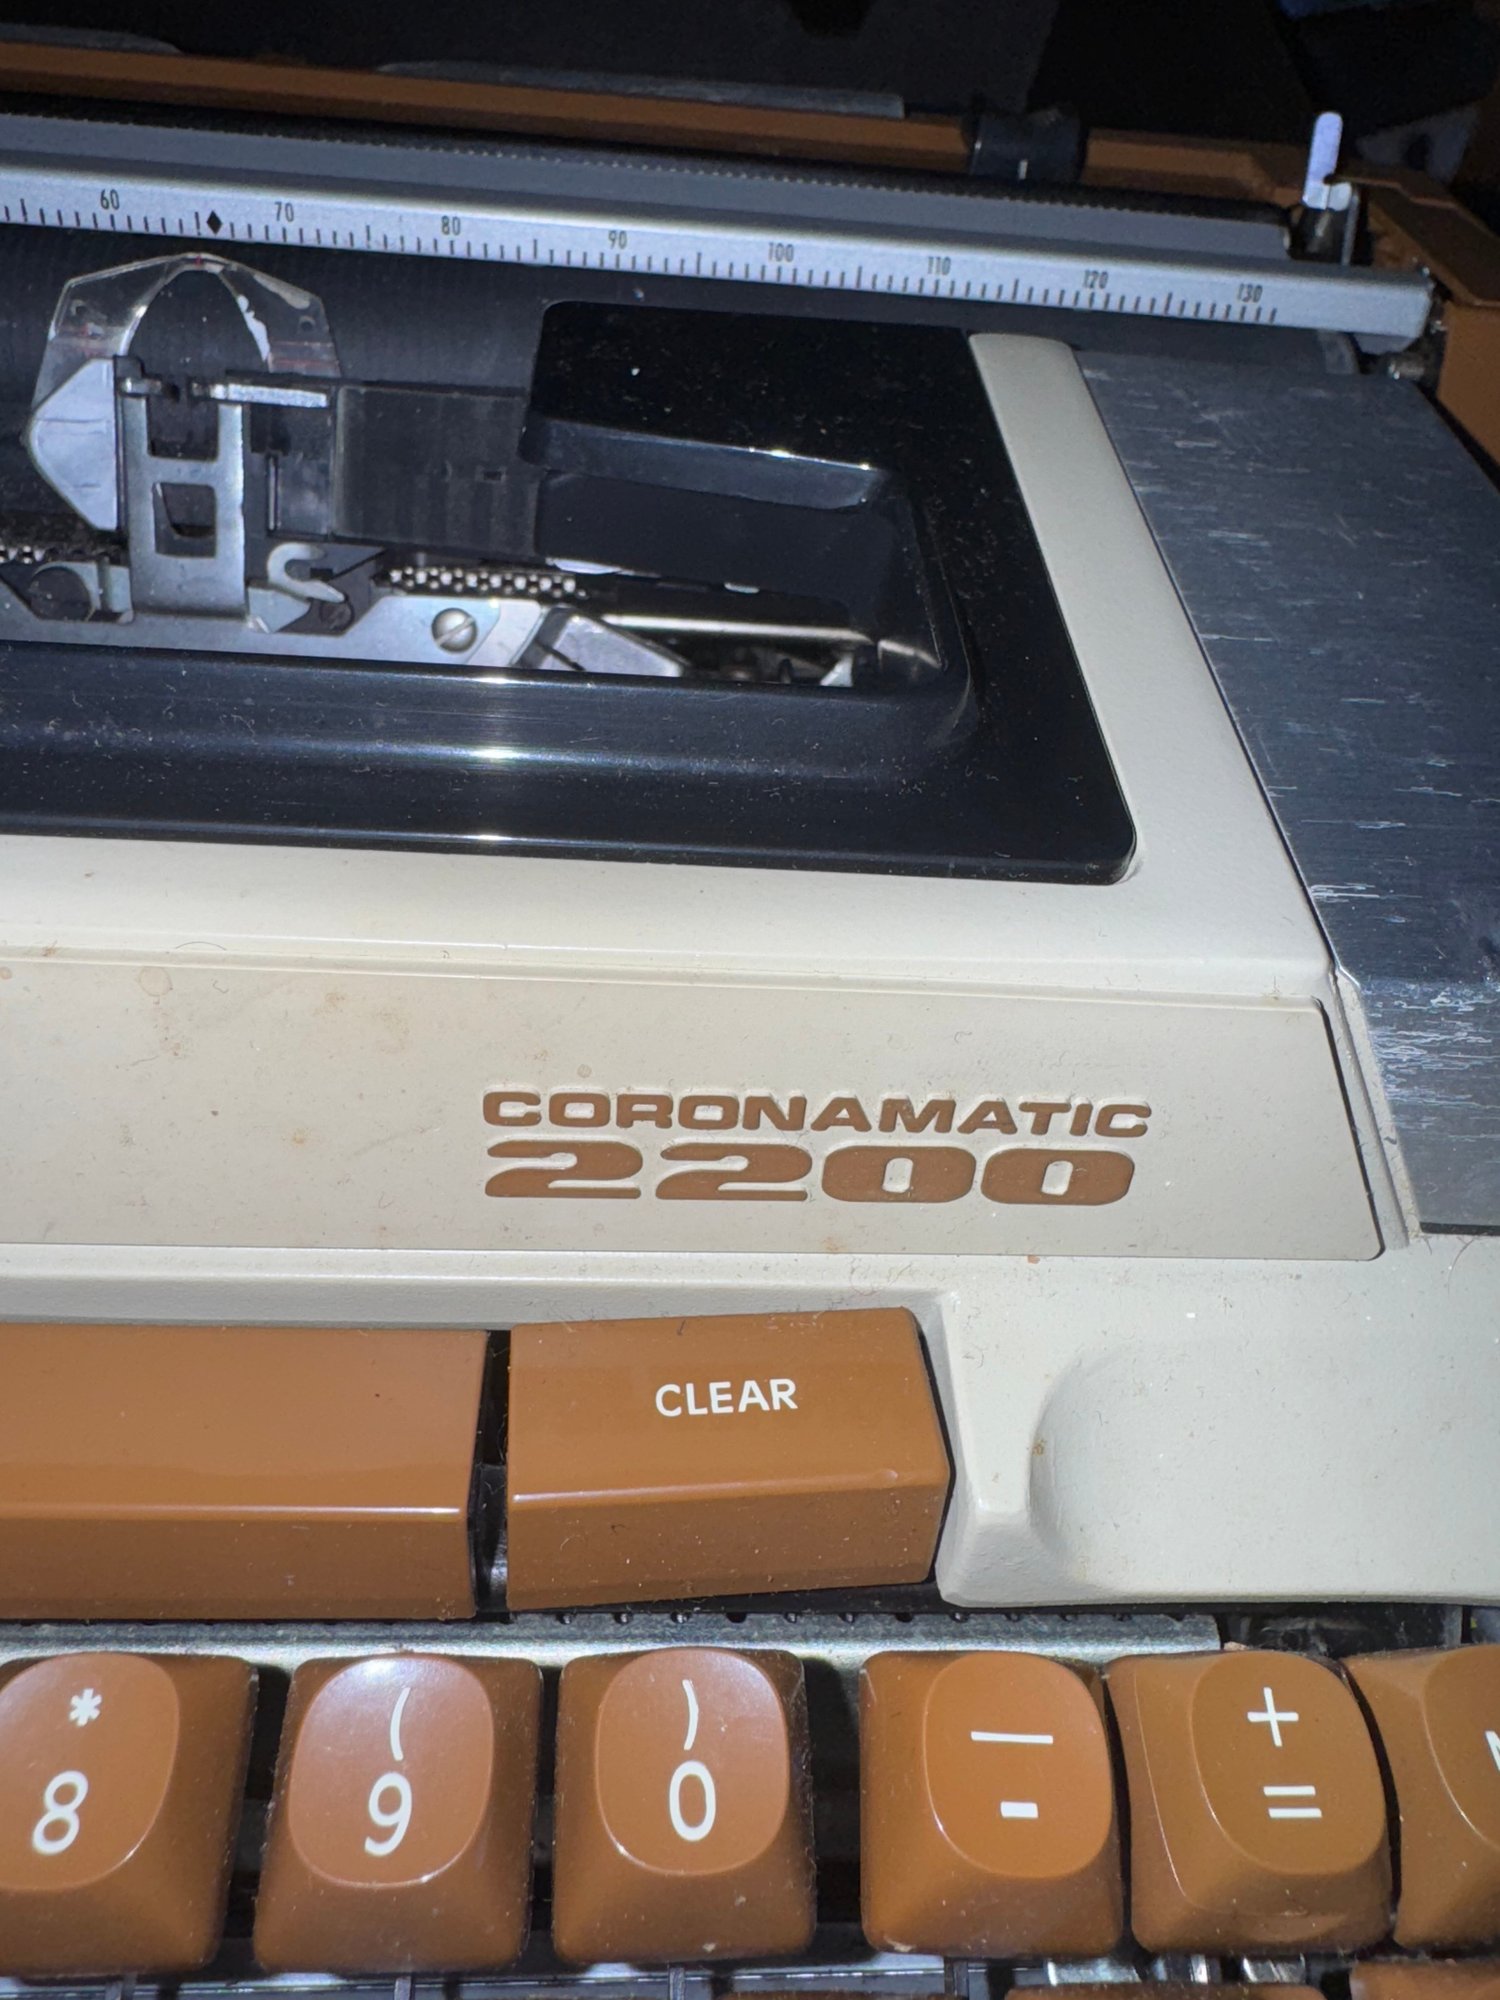 60 70 80 90 100 110 120 130
CORONAMATIC
2200
CLEAR
* ( ) — +
8 9 0 - =